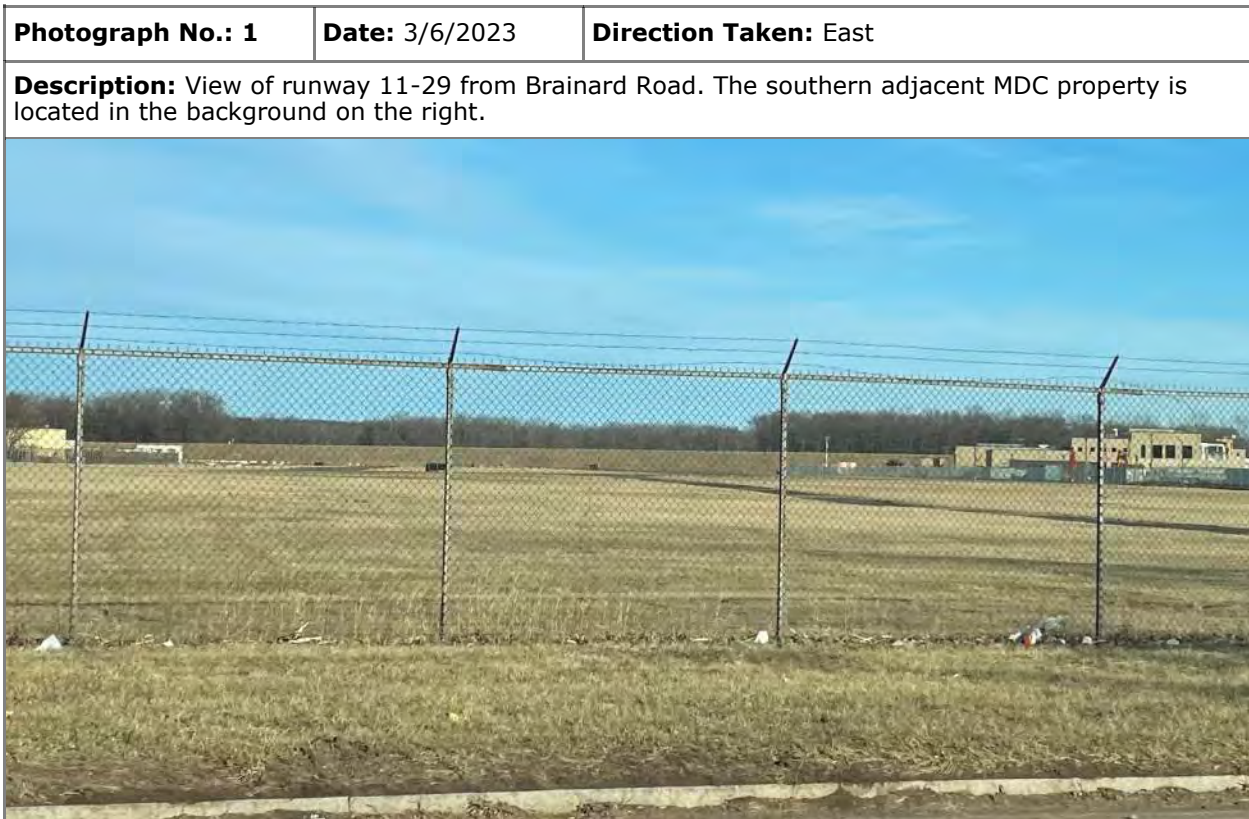 Photograph No.: 1 Date: 3/6/2023 Direction Taken: East
Description: View of runway 11-29 from Brainard Road. The southern adjacent MDC property is
located in the background on the right.